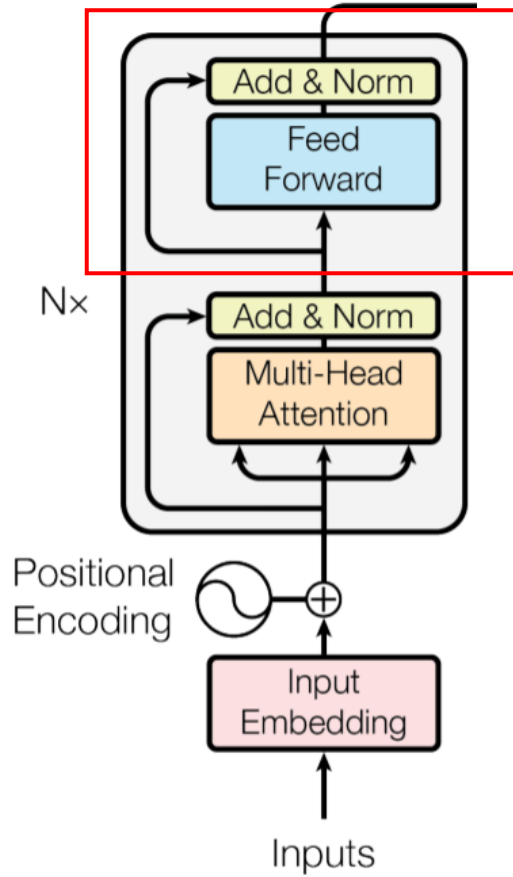 Add & Norm
Feed
Forward
Nx
Add & Norm
Multi-Head
Attention
Positional
Encoding
Input
Embedding
Inputs